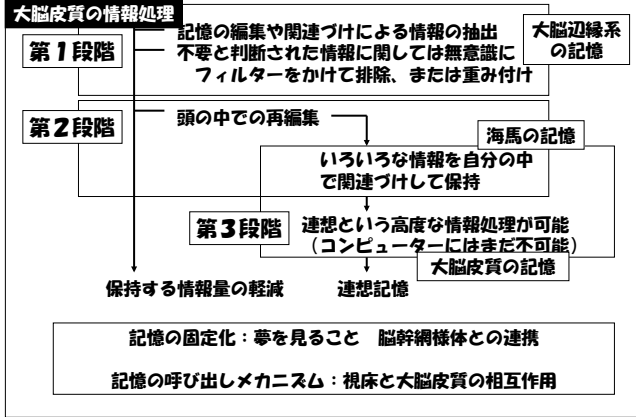 大脳皮質の情報処理
第1段階
記憶の編集や関連づけによる情報の抽出
不要と判断された情報に関しては無意識に
フィルターをかけて排除、または重み付け
大脳辺縁系
の記憶
第2段階
頭の中での再編集
海馬の記憶
いろいろな情報を自分の中
で関連づけして保持
第3段階
連想という高度な情報処理が可能
（コンピューターにはまだ不可能）
大脳皮質の記憶
保持する情報量の軽減
連想記憶
記憶の固定化：夢を見ること　脳幹網様体との連携
記憶の呼び出しメカニズム：視床と大脳皮質の相互作用